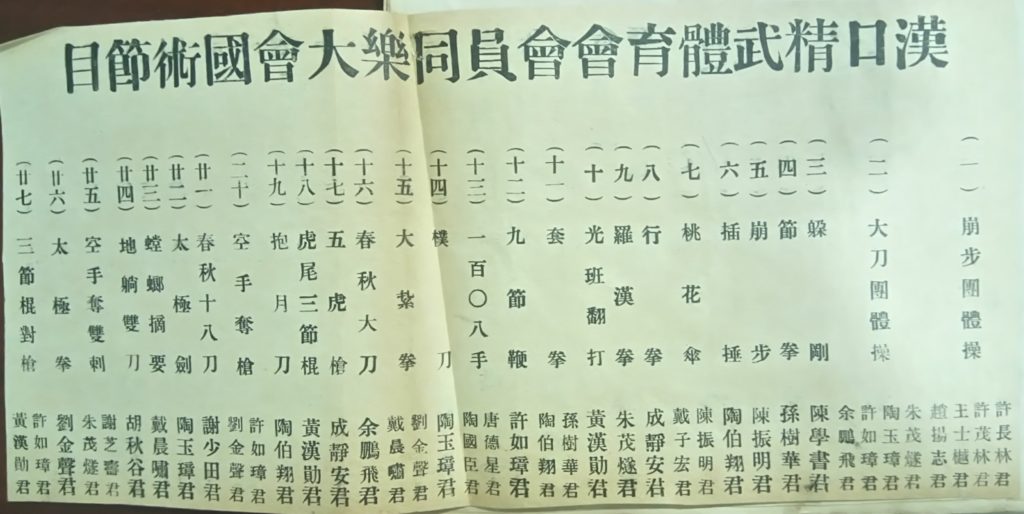 漢口精武體育會會員同樂大會國術節目
(一) 崩步團體操 長林君 許茂林君 王士樾君 趙揚志君 朱茂燧君
(二) 大刀團體操 陶玉璋君 許如璋君 余鵬飛君
(三) 躲剛 陳學書君
(四) 節拳 孫樹華君
(五) 崩步 陳振明君
(六) 插捶 陶伯翔君
(七) 桃花傘 陳振明君 戴子宏君
(八) 行拳 成靜安君
(九) 羅漢拳 朱茂燧君
(十) 光班翻打 黃漢勛君
(十一) 套拳 孫樹華君 陶伯翔君
(十二) 九節鞭 許如璋君
(十三) 一百〇八手 唐德星君 陶國臣君
(十四) 樸刀 陶玉璋君
(十五) 大紮拳 劉金聲君 戴晨嘯君
(十六) 春秋大刀 余鵬飛君
(十七) 五虎槍 成靜安君
(十八) 虎尾三節棍 黃漢勛君
(十九) 抱月刀 陶伯翔君
(二十) 空手奪槍 許如璋君 劉金聲君
(廿一) 春秋十八刀 謝少田君
(廿二) 太極劍 陶玉璋君
(廿三) 螳螂摘要 戴晨嘯君
(廿四) 地躺雙刀 胡秋谷君
(廿五) 空手奪雙刺 謝芝齋君 朱茂燧君
(廿六) 太極拳 劉金聲君
(廿七) 三節棍對槍 許如璋君 黃漢勛君